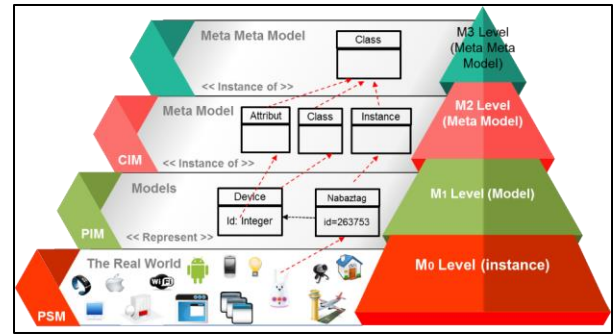 Meta Meta Model
Class
<< Instance of >>
M3 Level
(Meta Meta
Model)
Meta Model
Attribut
Class
Instance
CIM
<< Instance of >>
M2 Level
(Meta Model)
Models
Device
Id: Integer
Nabaztag
id=263753
PIM
<< Represent >>
M1 Level (Model)
The Real World
WiFi
PSM
M0 Level (instance)